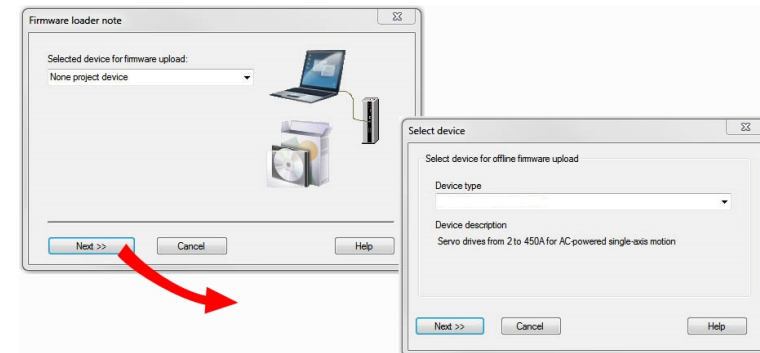 Firmware loader note
Selected device for firmware upload:
None project device
Next >>
Cancel
Help
Select device
Select device for offline firmware upload
Device type
Device description
Servo drives from 2 to 450A for AC-powered single-axis motion
Next >>
Cancel
Help